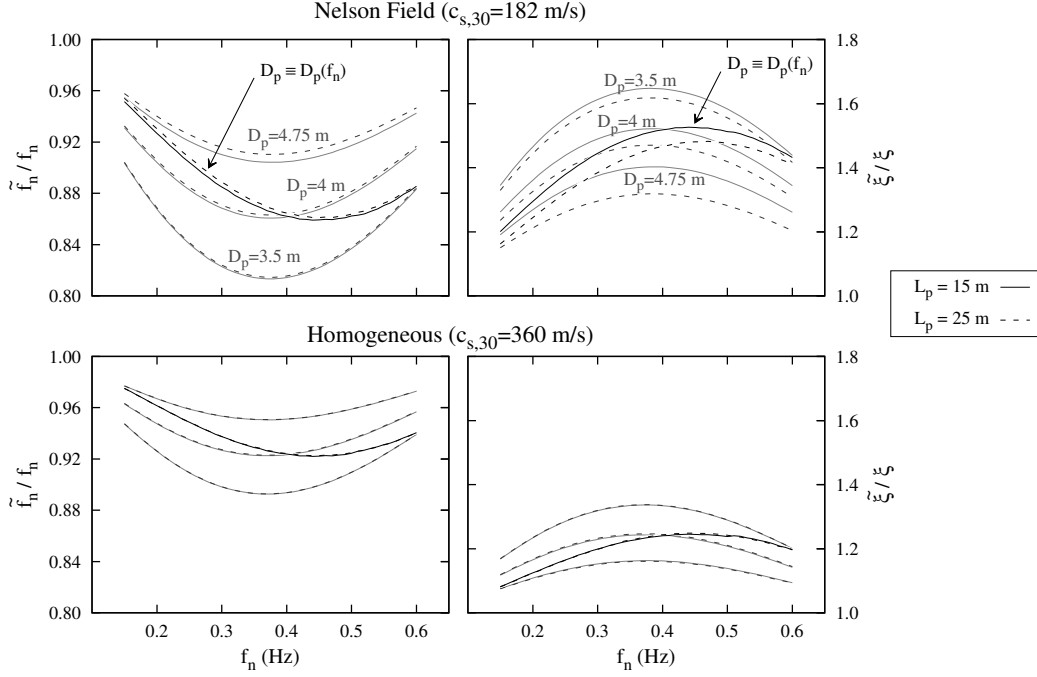 Nelson Field (c_s,30=182 m/s)
1.00
0.96
0.92
0.88
0.84
0.80
f̃_n / f_n
D_p ≡ D_p(f_n)
D_p=4.75 m
D_p=4 m
D_p=3.5 m
D_p=3.5 m
D_p ≡ D_p(f_n)
D_p=4 m
D_p=4.75 m
1.8
1.6
1.4
1.2
1.0
ξ̃ / ξ
L_p = 15 m
L_p = 25 m
Homogeneous (c_s,30=360 m/s)
1.00
0.96
0.92
0.88
0.84
0.80
f̃_n / f_n
0.2 0.3 0.4 0.5 0.6
f_n (Hz)
1.8
1.6
1.4
1.2
1.0
ξ̃ / ξ
0.2 0.3 0.4 0.5 0.6
f_n (Hz)